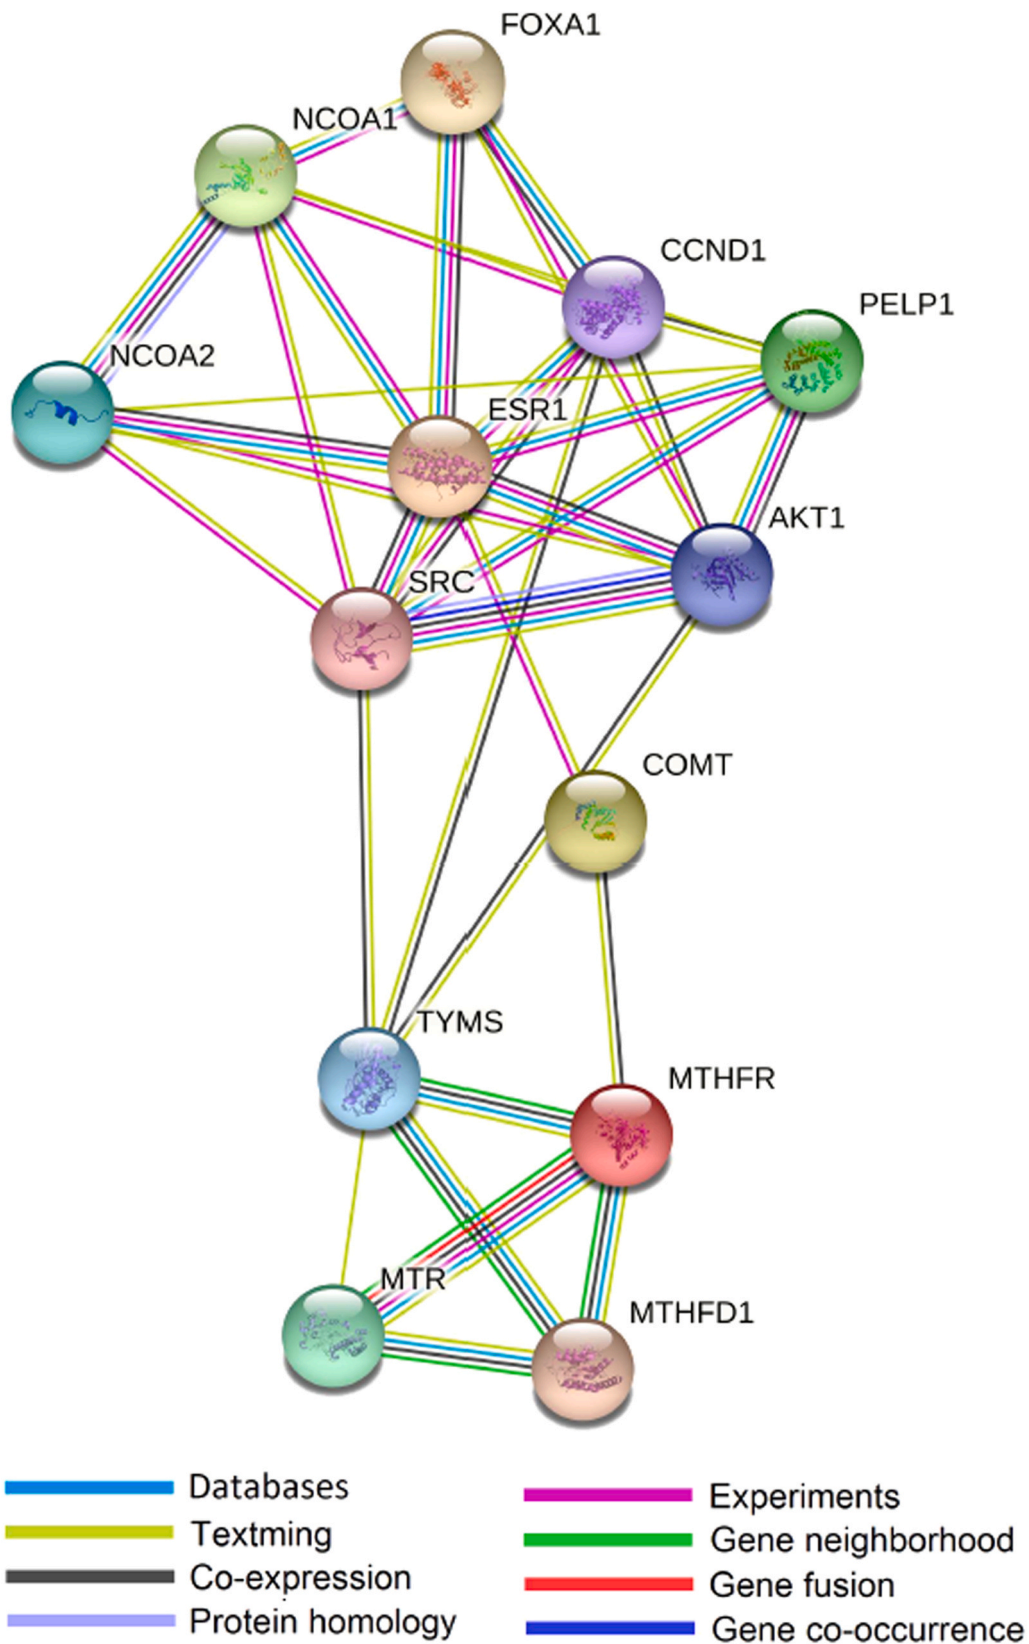 FOXA1
NCOA1
CCND1
PELP1
NCOA2
ESR1
AKT1
SRC
COMT
TYMS
MTHFR
MTR
MTHFD1
Databases
Textming
Co-expression
Protein homology
Experiments
Gene neighborhood
Gene fusion
Gene co-occurrence